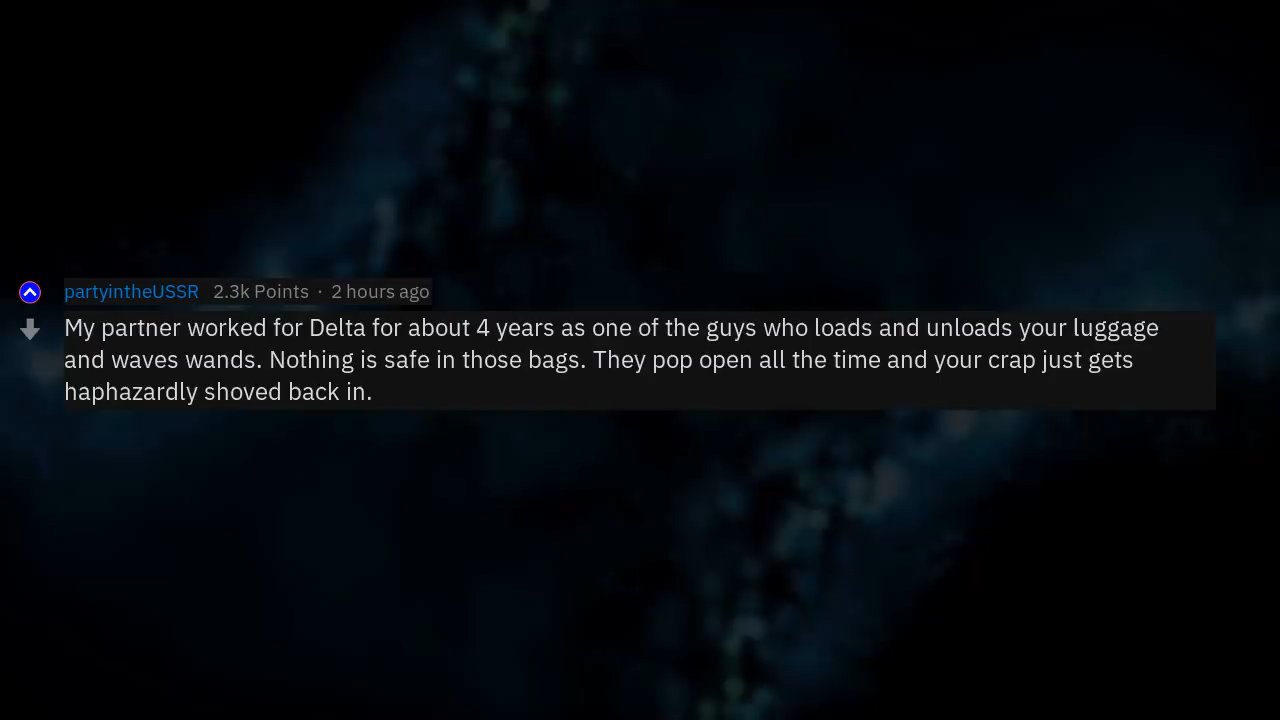 partyintheUSSR 2.3k Points · 2 hours ago
My partner worked for Delta for about 4 years as one of the guys who loads and unloads your luggage
and waves wands. Nothing is safe in those bags. They pop open all the time and your crap just gets
haphazardly shoved back in.